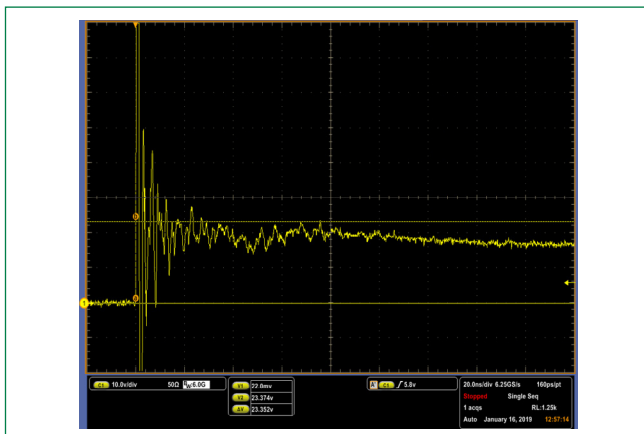 1
C1 10.0v/div 50Ω BW:6.0G
V1 22.0mv
V2 23.374v
ΔV 23.352v
A' C1 5.8v
20.0ns/div 6.25GS/s 160ps/pt
Stopped Single Seq
1 acqs RL:1.25k
Auto January 16, 2019 12:57:14